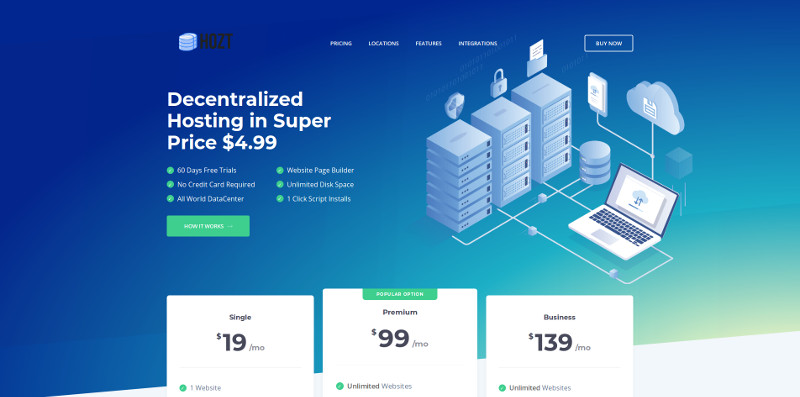 HOZT
PRICING
LOCATIONS
FEATURES
INTEGRATIONS
BUY NOW
Decentralized
Hosting in Super
Price $4.99
60 Days Free Trials
Website Page Builder
No Credit Card Required
Unlimited Disk Space
All World DataCenter
1 Click Script Installs
HOW IT WORKS →
POPULAR OPTION
Single
$19 /mo
1 Website
Premium
$99 /mo
Unlimited Websites
Business
$139 /mo
Unlimited Websites